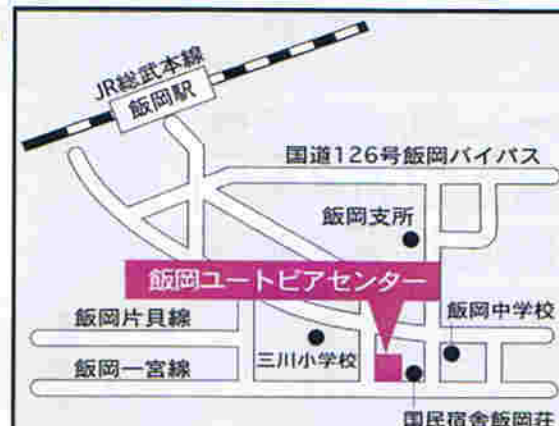 JR総武本線
飯岡駅
国道126号飯岡バイパス
飯岡支所
飯岡ユートピアセンター
飯岡片貝線
三川小学校
飯岡中学校
飯岡一宮線
国民宿舎飯岡荘